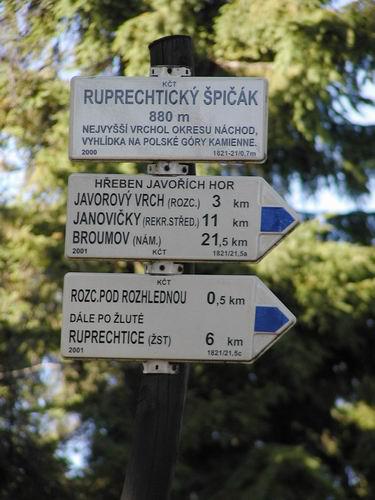 KČT
RUPRECHTICKÝ ŠPIČÁK
880 m
NEJVYŠŠÍ VRCHOL OKRESU NÁCHOD,
VYHLÍDKA NA POLSKÉ GÓRY KAMIENNE.
2000 1821-21/0,7m
HŘEBEN JAVOŘÍCH HOR
JAVOROVÝ VRCH (ROZC.) 3 km
JANOVIČKY (REKR.STŘED.) 11 km
BROUMOV (NÁM.) 21,5 km
2001 KČT 1821/21,5a
KČT
ROZC.POD ROZHLEDNOU 0,5 km
DÁLE PO ŽLUTÉ
RUPRECHTICE (ŽST) 6 km
2001 1821/21,5c